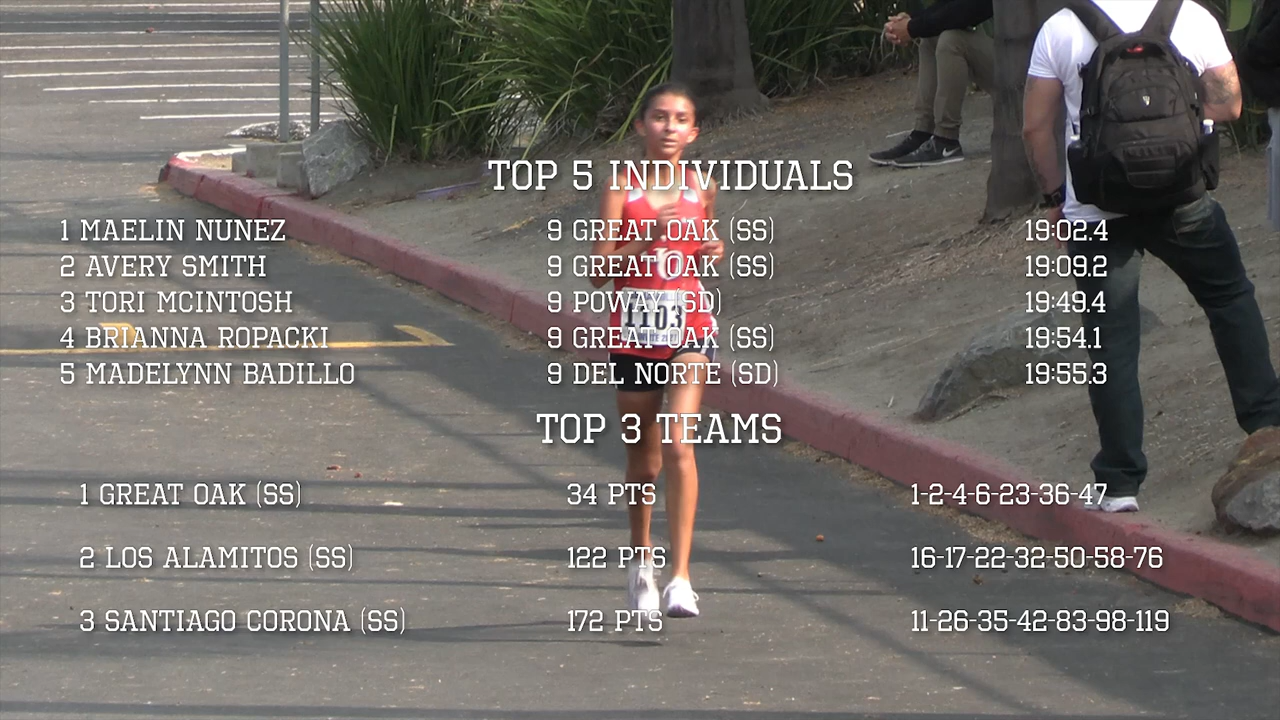 TOP 5 INDIVIDUALS
1 MAELIN NUNEZ 9 GREAT OAK (SS) 19:02.4
2 AVERY SMITH 9 GREAT OAK (SS) 19:09.2
3 TORI MCINTOSH 9 POWAY (SD) 19:49.4
4 BRIANNA ROPACKI 9 GREAT OAK (SS) 19:54.1
5 MADELYNN BADILLO 9 DEL NORTE (SD) 19:55.3
1103
TOP 3 TEAMS
1 GREAT OAK (SS) 34 PTS 1-2-4-6-23-36-47
2 LOS ALAMITOS (SS) 122 PTS 16-17-22-32-50-58-76
3 SANTIAGO CORONA (SS) 172 PTS 11-26-35-42-83-98-119